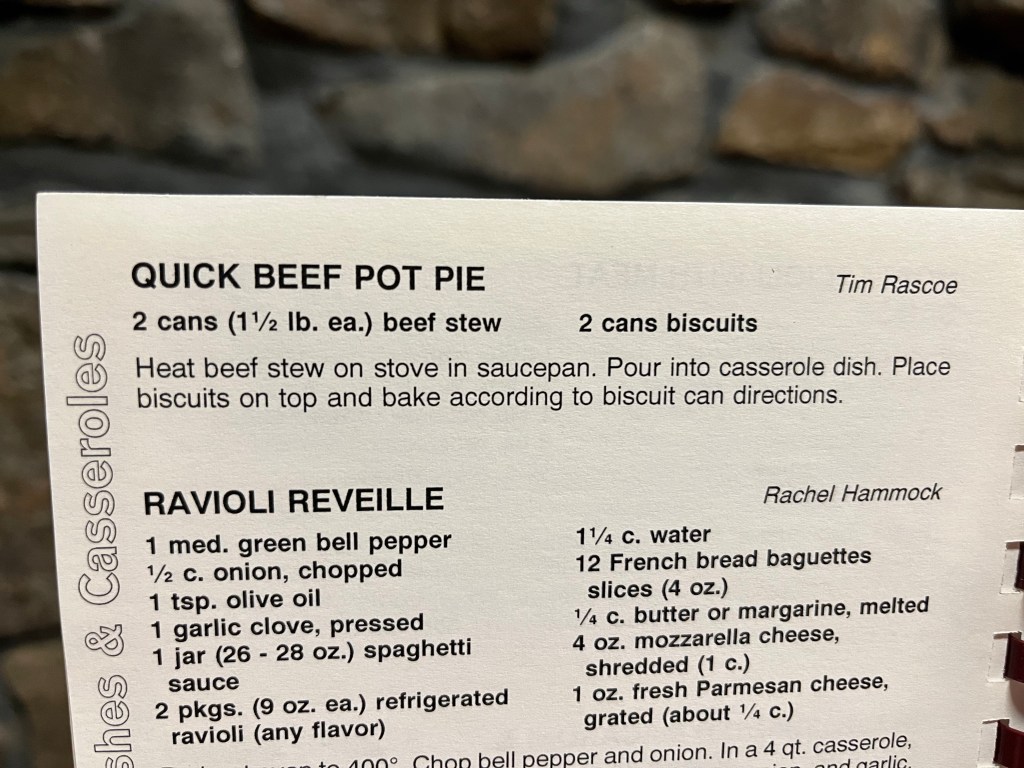 QUICK BEEF POT PIE
Tim Rascoe
2 cans (1½ lb. ea.) beef stew
2 cans biscuits
Heat beef stew on stove in saucepan. Pour into casserole dish. Place
biscuits on top and bake according to biscuit can directions.
RAVIOLI REVEILLE
Rachel Hammock
1 med. green bell pepper
½ c. onion, chopped
1 tsp. olive oil
1 garlic clove, pressed
1 jar (26 - 28 oz.) spaghetti
sauce
2 pkgs. (9 oz. ea.) refrigerated
ravioli (any flavor)
1¼ c. water
12 French bread baguettes
slices (4 oz.)
¼ c. butter or margarine, melted
4 oz. mozzarella cheese,
shredded (1 c.)
1 oz. fresh Parmesan cheese,
grated (about ¼ c.)
to 400°. Chop bell pepper and onion. In a 4 qt. casserole,
and garlic.
shes & Casseroles